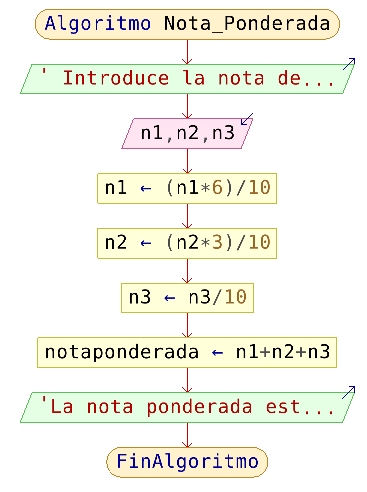 Algoritmo Nota_Ponderada
' Introduce la nota de...
n1,n2,n3
n1 ← (n1*6)/10
n2 ← (n2*3)/10
n3 ← n3/10
notaponderada ← n1+n2+n3
'La nota ponderada est...
FinAlgoritmo